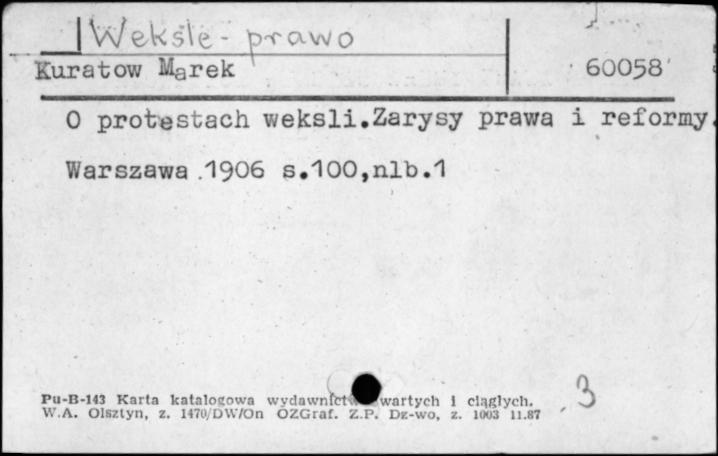 Weksle - prawo
Kuratow Marek 60058
O protestach weksli.Zarysy prawa i reformy.
Warszawa 1906 s.100,nlb.1
3
Pu-B-143 Karta katalogowa wydawnictw wartych i ciągłych.
W.A. Olsztyn, z. 1470/DW/On OZGraf. Z.P. Dz-wo, z. 1003 11.87